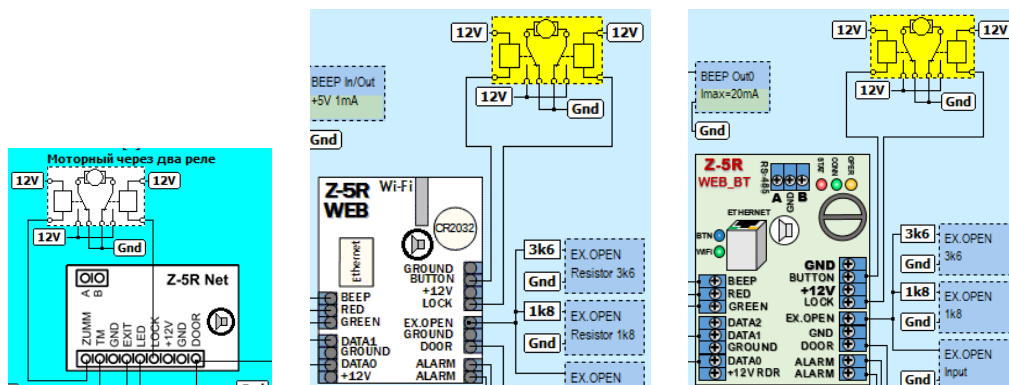 Моторный через два реле
12V
12V
12V
Gnd
A
B
Z-5R Net
ZUMM
TM
GND
EXIT
LED
LOCK
+12V
GND
DOOR
12V
12V
12V
Gnd
BEEP In/Out
+5V 1mA
Gnd
Z-5R
WEB
Wi-Fi
CR2032
Ethernet
GROUND
BUTTON
+12V
LOCK
BEEP
RED
GREEN
EX.OPEN
GROUND
DOOR
DATA1
GROUND
DATA0
+12V
ALARM
ALARM
3k6
Gnd
EX.OPEN
Resistor 3k6
1k8
Gnd
EX.OPEN
Resistor 1k8
EX.OPEN
12V
12V
12V
Gnd
BEEP Out0
Imax=20mA
Gnd
Z-5R
WEB_BT
RS-485
A
GND
B
STAT
CONN
OPER
ETHERNET
BTN
WIFI
GND
BUTTON
+12V
LOCK
BEEP
RED
GREEN
EX.OPEN
GND
DOOR
DATA2
DATA1
GROUND
DATA0
+12V RDR
ALARM
ALARM
3k6
Gnd
EX.OPEN
3k6
1k8
Gnd
EX.OPEN
1k8
EX.OPEN
Input
Gnd